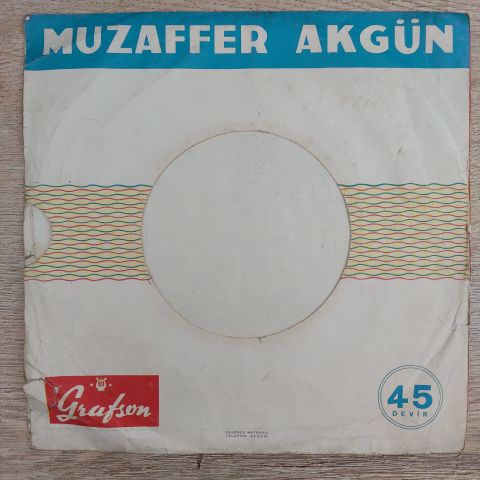 MUZAFFER AKGÜN
Grafson
45
DEVİR